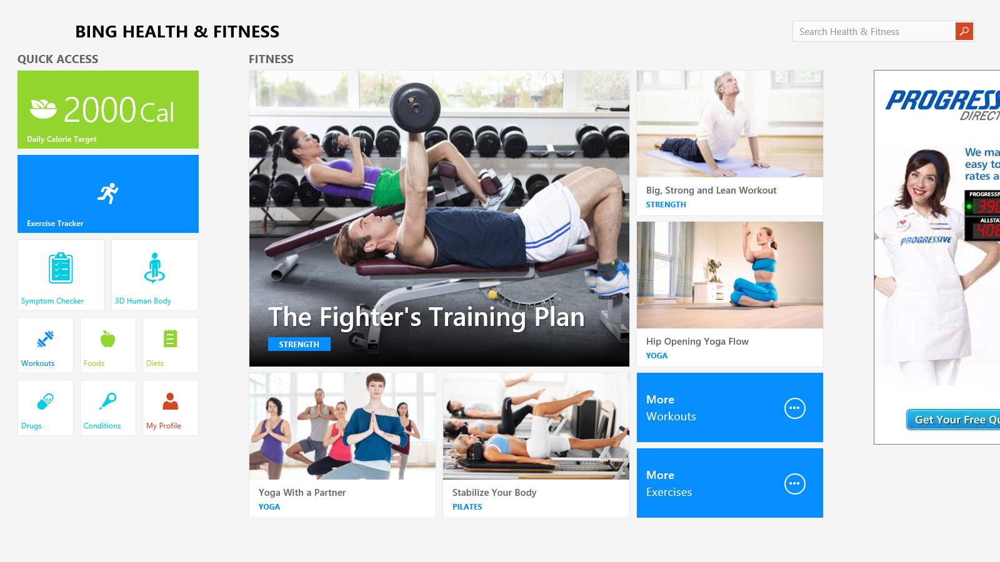 BING HEALTH & FITNESS
Search Health & Fitness
QUICK ACCESS
2000 Cal
Daily Calorie Target
Exercise Tracker
Symptom Checker
3D Human Body
Workouts
Foods
Diets
Drugs
Conditions
My Profile
FITNESS
The Fighter's Training Plan
STRENGTH
Big, Strong and Lean Workout
STRENGTH
Hip Opening Yoga Flow
YOGA
Yoga With a Partner
YOGA
Stabilize Your Body
PILATES
More
Workouts
More
Exercises
PROGRESS
DIRECT
We ma
easy to
rates a
PROGRESSIV
390
ALLSTA
408
PROGRESSIVE
Get Your Free Qu